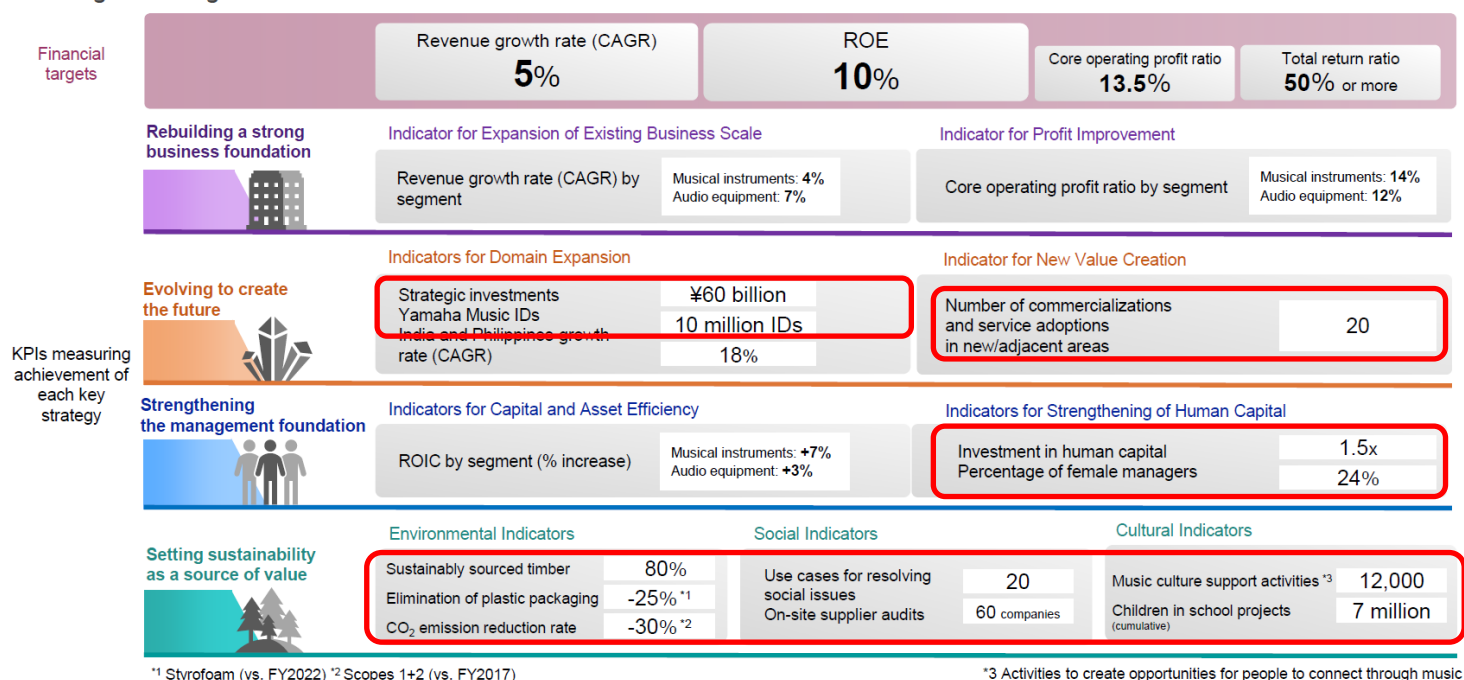 Financial
targets
Revenue growth rate (CAGR)
5%
ROE
10%
Core operating profit ratio
13.5%
Total return ratio
50% or more
KPIs measuring
achievement of
each key
strategy
Rebuilding a strong
business foundation
Indicator for Expansion of Existing Business Scale
Revenue growth rate (CAGR) by
segment
Musical instruments: 4%
Audio equipment: 7%
Indicator for Profit Improvement
Core operating profit ratio by segment
Musical instruments: 14%
Audio equipment: 12%
Evolving to create
the future
Indicators for Domain Expansion
Strategic investments
¥60 billion
Yamaha Music IDs
10 million IDs
India and Philippines growth
rate (CAGR)
18%
Indicator for New Value Creation
Number of commercializations
and service adoptions
in new/adjacent areas
20
Strengthening
the management foundation
Indicators for Capital and Asset Efficiency
ROIC by segment (% increase)
Musical instruments: +7%
Audio equipment: +3%
Indicators for Strengthening of Human Capital
Investment in human capital
1.5x
Percentage of female managers
24%
Setting sustainability
as a source of value
Environmental Indicators
Sustainably sourced timber
80%
Elimination of plastic packaging
-25% *1
CO2 emission reduction rate
-30% *2
Social Indicators
Use cases for resolving
social issues
20
On-site supplier audits
60 companies
Cultural Indicators
Music culture support activities *3
12,000
Children in school projects
(cumulative)
7 million
*1 Styrofoam (vs. FY2022) *2 Scopes 1+2 (vs. FY2017)
*3 Activities to create opportunities for people to connect through music